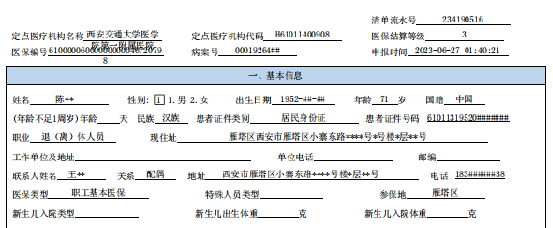 清单流水号 234190516
定点医疗机构名称 西安交通大学医学院第一附属医院 定点医疗机构代码 H61011400908 医保结算等级 3
医保编号 病案号 00019264** 申报时间 2023-06-27 01:40:21
一、基本信息
姓名 陈** 性别: 1 1. 男 2. 女 出生日期 1952-##-## 年龄 71 岁 国籍 中国
(年龄不足1周岁)年龄 天 民族 汉族 患者证件类别 居民身份证 患者证件号码 61011319520######
职业 退（离）休人员 现住址 雁塔区西安市雁塔区小寨东路****号*号楼*层**号
工作单位及地址 单位电话 邮编
联系人姓名 王** 关系 配偶 地址 西安市雁塔区小寨东路****号楼*层**号 电话 183######38
医保类型 职工基本医保 特殊人员类型 参保地 雁塔区
新生儿入院类型 新生儿出生体重 克 新生儿入院体重 克